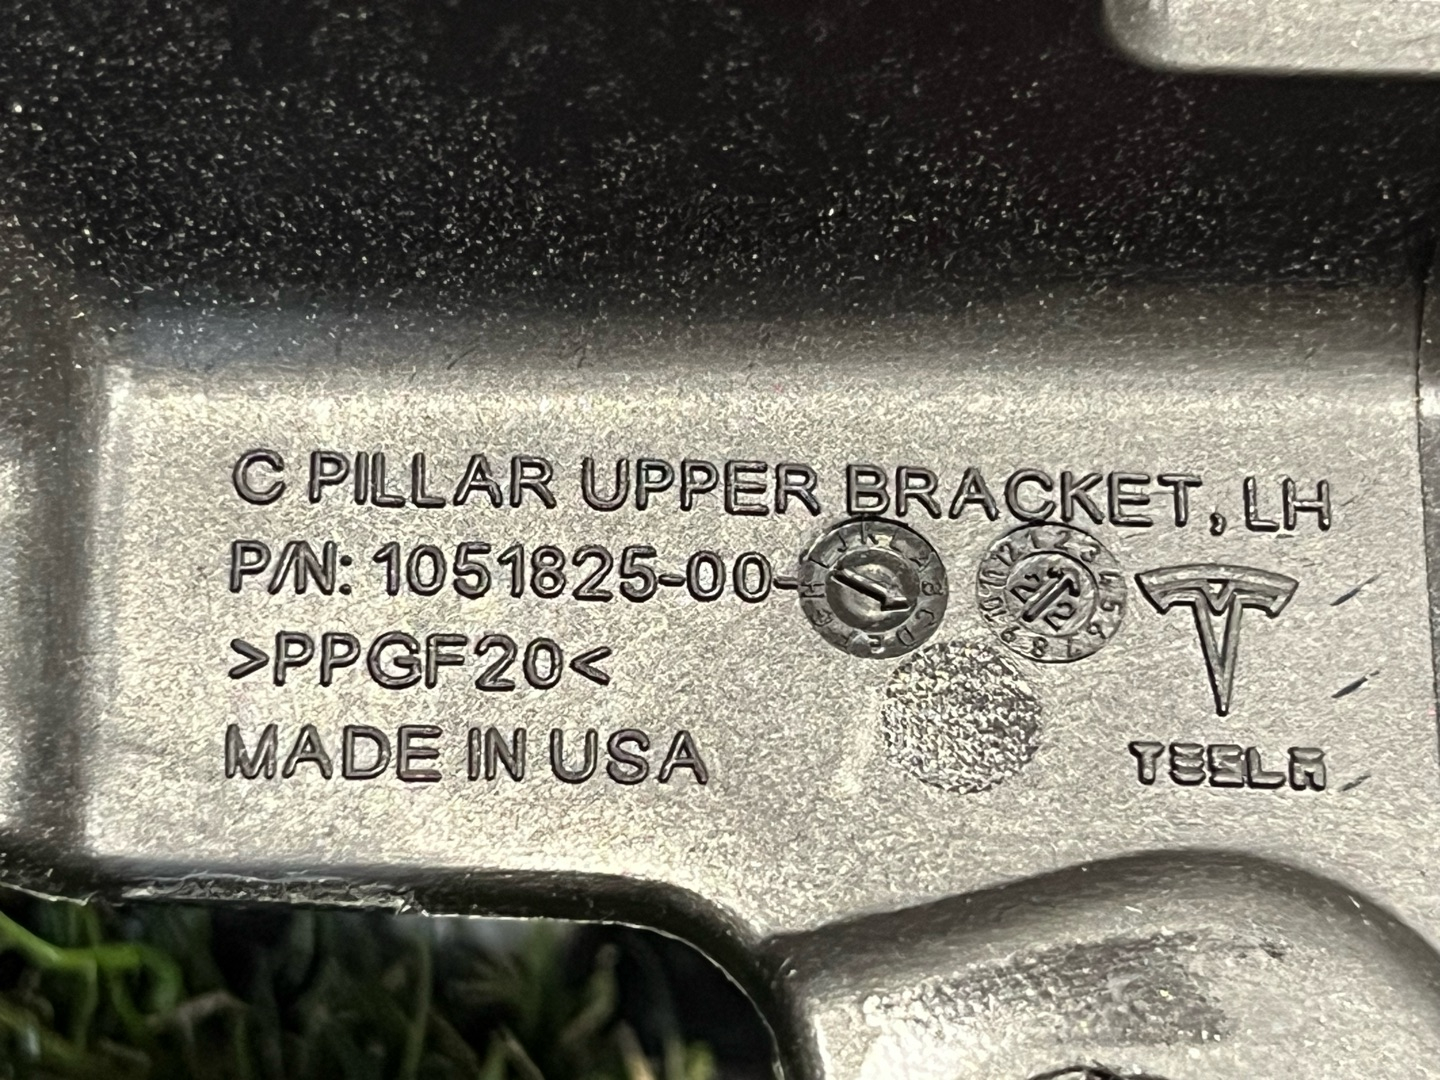 C PILLAR UPPER BRACKET, LH
P/N: 1051825-00-
>PPGF20<
MADE IN USA
TESLA